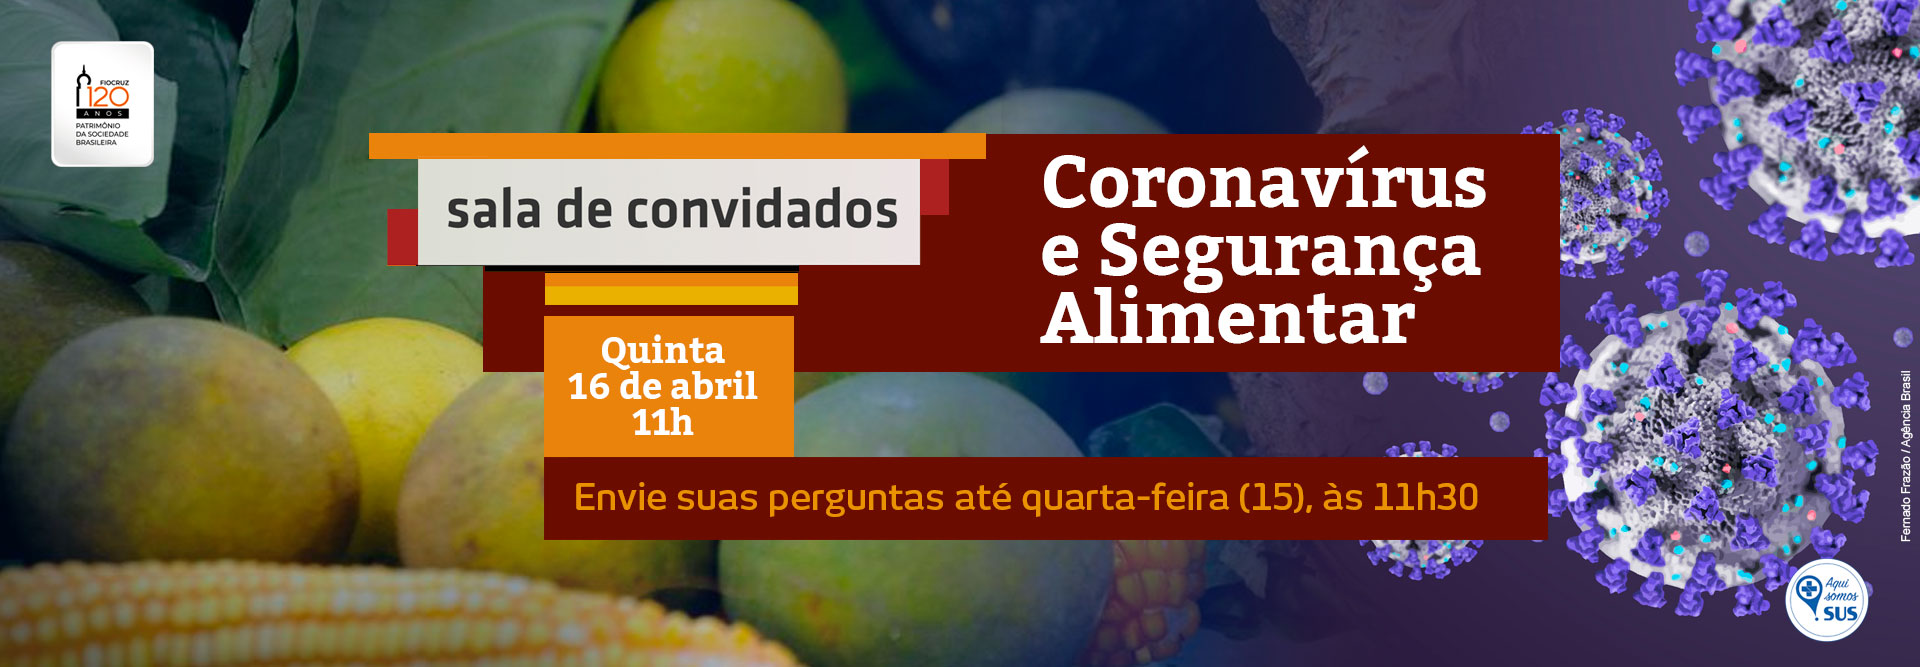 FIOCRUZ
120
ANOS
PATRIMÔNIO
DA SOCIEDADE
BRASILEIRA
sala de convidados
Coronavírus
e Segurança
Alimentar
Quinta
16 de abril
11h
Envie suas perguntas até quarta-feira (15), às 11h30
Fernado Frazão / Agência Brasil
Aqui
somos
SUS